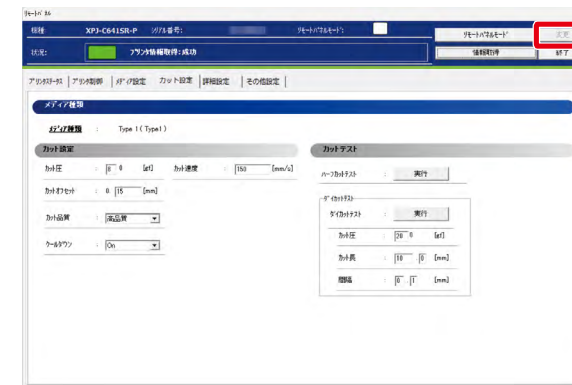 ﾘﾓｰﾄﾊﾟﾈﾙ
機種: XPJ-C641SR-P ｼﾘｱﾙ番号: ﾘﾓｰﾄﾊﾟﾈﾙﾓｰﾄﾞ: ﾘﾓｰﾄﾊﾟﾈﾙﾓｰﾄﾞ 変更
状況: ﾌﾟﾘﾝﾀ情報取得:成功 情報取得 終了
ﾌﾟﾘﾝﾀｽﾃｰﾀｽ ﾌﾟﾘﾝﾀ制御 ﾒﾃﾞｨｱ設定 カット設定 詳細設定 その他設定
ﾒﾃﾞｨｱ種類
ﾒﾃﾞｨｱ種類 : Type 1( Type1)
ｶｯﾄ設定 ｶｯﾄﾃｽﾄ
ｶｯﾄ圧 : 0 [gf] ｶｯﾄ速度 : 150 [mm/s] ﾊｰﾌｶｯﾄﾃｽﾄ : 実行
ｶｯﾄｵﾌｾｯﾄ : 0. 15 [mm] ﾀﾞｲｶｯﾄﾃｽﾄ
ｶｯﾄ品質 : 高品質 ﾀﾞｲｶｯﾄﾃｽﾄ : 実行
ｸｰﾙﾀﾞｳﾝ : On ｶｯﾄ圧 : 20 0 [gf]
ｶｯﾄ長 : 10 .0 [mm]
間隔 : 0 .1 [mm]